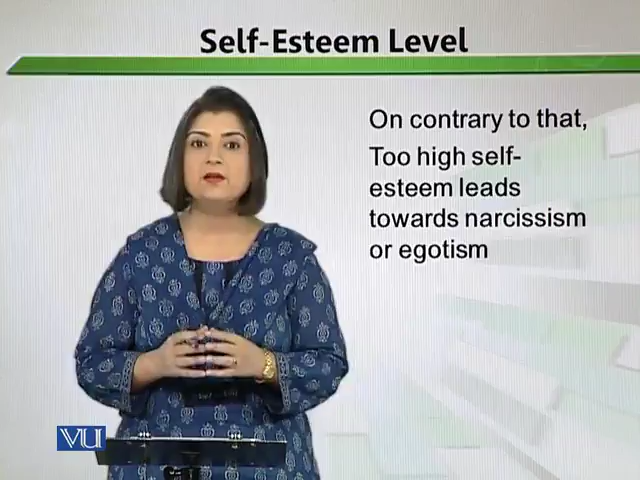 Self-Esteem Level
On contrary to that,
Too high self-
esteem leads
towards narcissism
or egotism
VU